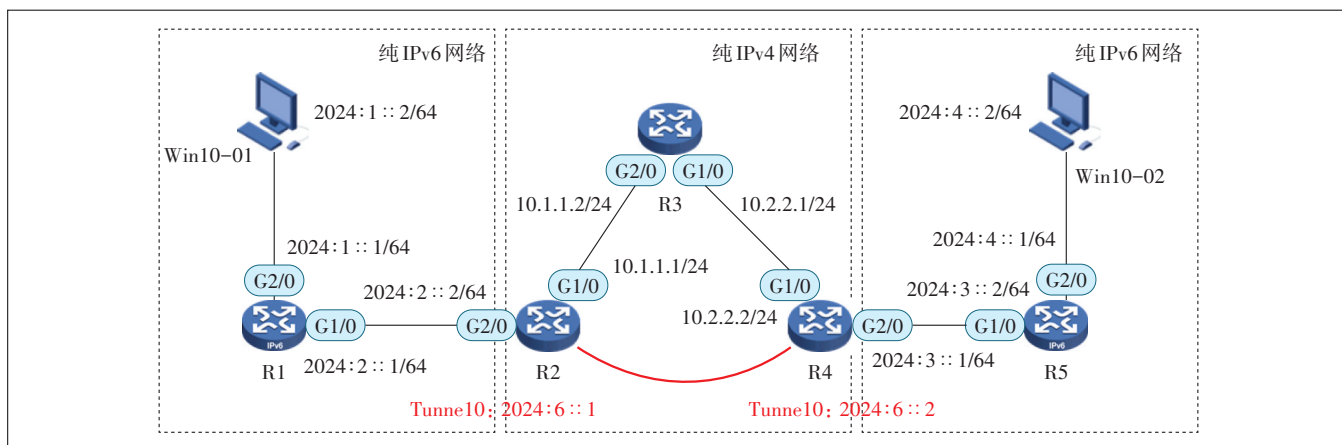 纯IPv6网络
纯IPv4网络
纯IPv6网络
2024:1::2/64
2024:4::2/64
Win10-01
Win10-02
G2/0
G1/0
R3
10.1.1.2/24
10.2.2.1/24
2024:1::1/64
2024:4::1/64
10.1.1.1/24
G2/0
G1/0
G1/0
G2/0
2024:2::2/64
2024:3::2/64
10.2.2.2/24
G1/0
G2/0
G2/0
G1/0
IPv6
IPv6
2024:2::1/64
2024:3::1/64
R1
R2
R4
R5
Tunne10:2024:6::1
Tunne10:2024:6::2